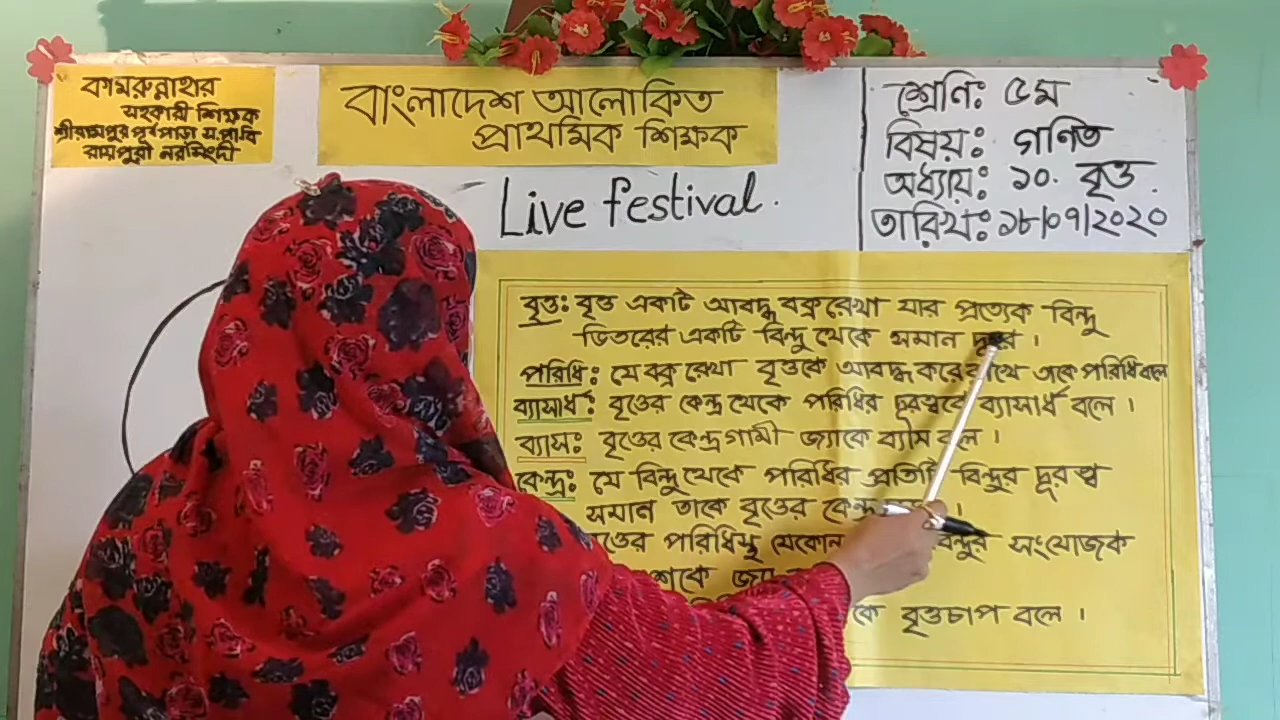 কামরুন্নাহার
সহকারী শিক্ষক
শ্রীরামপুর পূর্ব পাড়া স.প্রাবি
রায়পুরা নরসিংদী
বাংলাদেশ আলোকিত
প্রাথমিক শিক্ষক
Live festival.
শ্রেণিঃ ৫ম
বিষয়ঃ গণিত
অধ্যায়ঃ ১০. বৃত্ত.
তারিখঃ ১৮/০৭/২০২০
বৃত্তঃ বৃত্ত একটি আবদ্ধ বক্ররেখা যার প্রত্যেক বিন্দু
ভিতরের একটি বিন্দু থেকে সমান দূরে ।
পরিধিঃ যে বক্ররেখা বৃত্তকে আবদ্ধ করে রাখে একে পরিধি বলে
ব্যাসার্ধঃ বৃত্তের কেন্দ্র থেকে পরিধির দূরত্বকে ব্যাসার্ধ বলে ।
ব্যাসঃ বৃত্তের কেন্দ্রগামী জ্যাকে ব্যাস বলে ।
কেন্দ্রঃ যে বিন্দু থেকে পরিধির প্রতিটি বিন্দুর দূরত্ব
সমান তাকে বৃত্তের কেন্দ্র ।
পরিধিস্থ যেকোন বিন্দুর সংযোজক
জ্যা
বৃত্তচাপ বলে ।